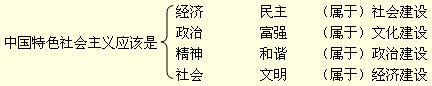 经济 民主 （属于）社会建设
政治 富强 （属于）文化建设
中国特色社会主义应该是
精神 和谐 （属于）政治建设
社会 文明 （属于）经济建设